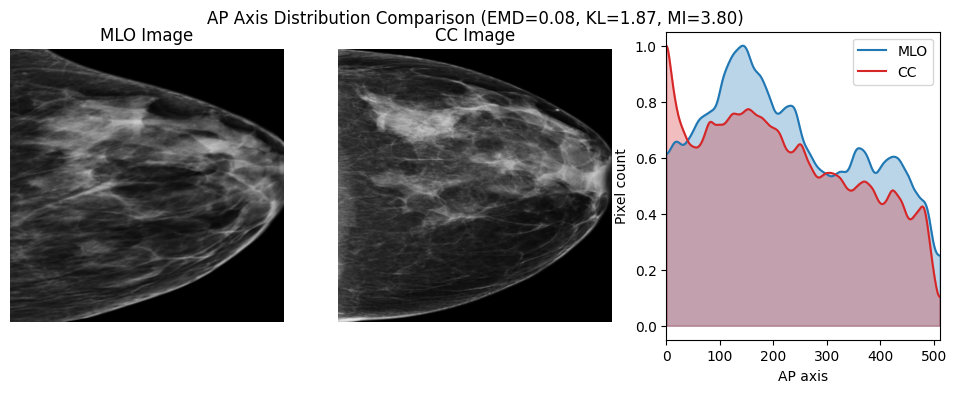 AP Axis Distribution Comparison (EMD=0.08, KL=1.87, MI=3.80)
MLO Image
CC Image
MLO
CC
Pixel count
1.0
0.8
0.6
0.4
0.2
0.0
0 100 200 300 400 500
AP axis